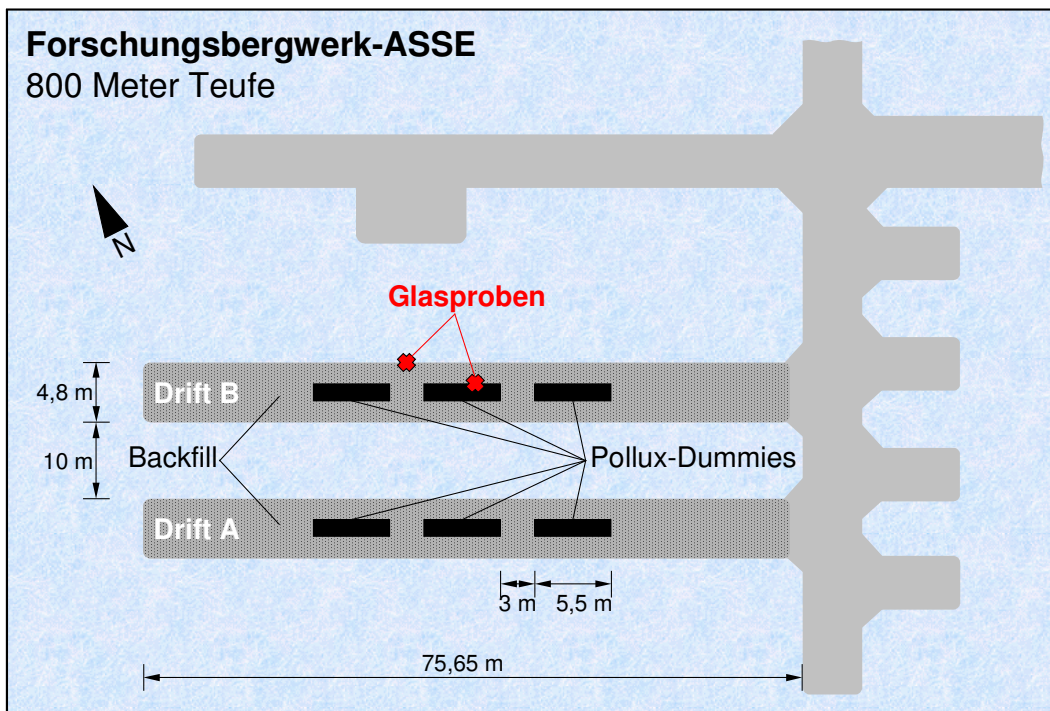 Forschungsbergwerk-ASSE
800 Meter Teufe
N
Glasproben
4,8 m
Drift B
10 m
Backfill
Pollux-Dummies
Drift A
3 m
5,5 m
75,65 m